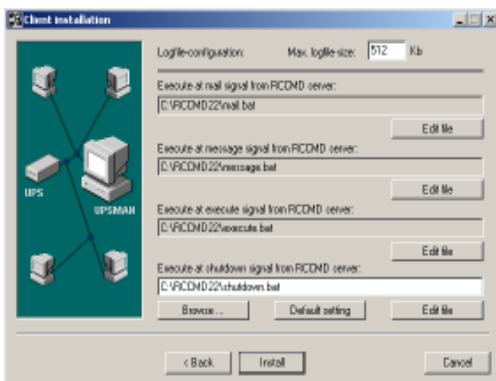 Client installation
Logfile-configuration: Max. logfile-size: 512 Kb
Execute at mail signal from RCCMD server:
C:\RCCMD22\mail.bat
Edit file
Execute at message signal from RCCMD server:
C:\RCCMD22\message.bat
Edit file
UPS
UPSMAN
Execute at execute signal from RCCMD server:
C:\RCCMD22\execute.bat
Edit file
Execute at shutdown signal from RCCMD server:
C:\RCCMD22\shutdown.bat
Browse... Default setting Edit file
< Back Install Cancel